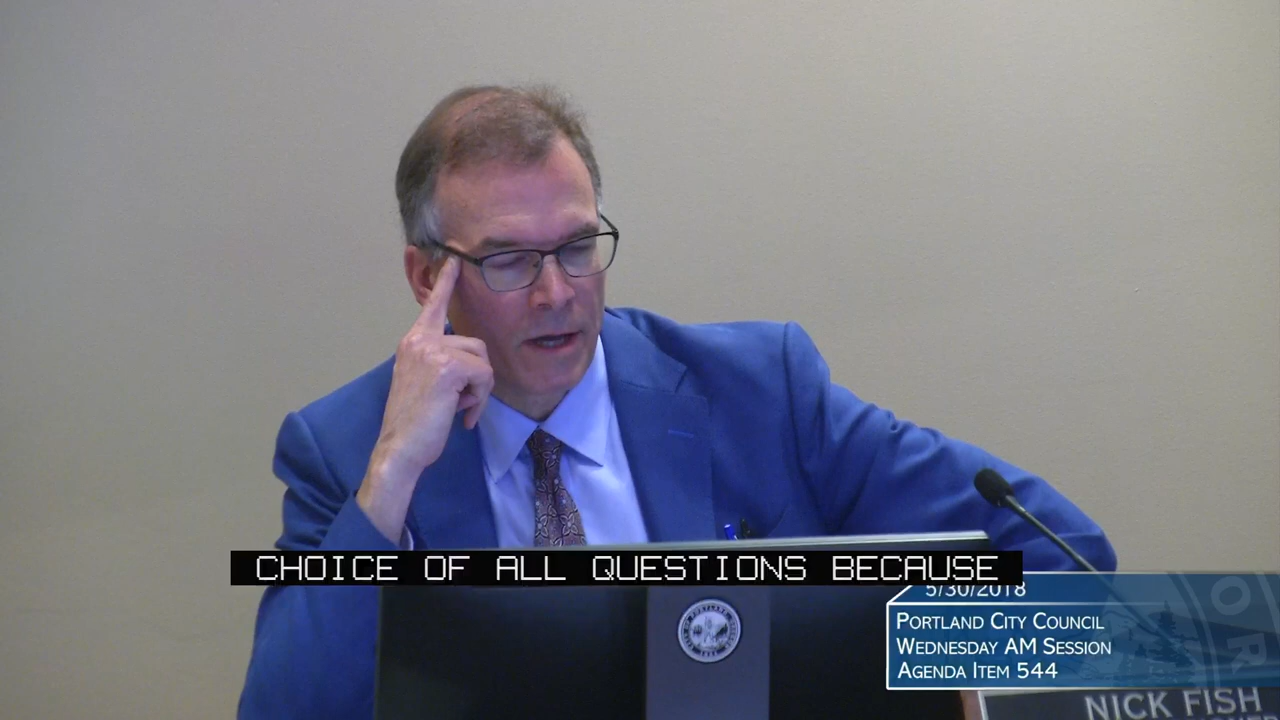 CHOICE OF ALL QUESTIONS BECAUSE
5/30/2018
PORTLAND CITY COUNCIL
WEDNESDAY AM SESSION
AGENDA ITEM 544
OR
NICK FISH